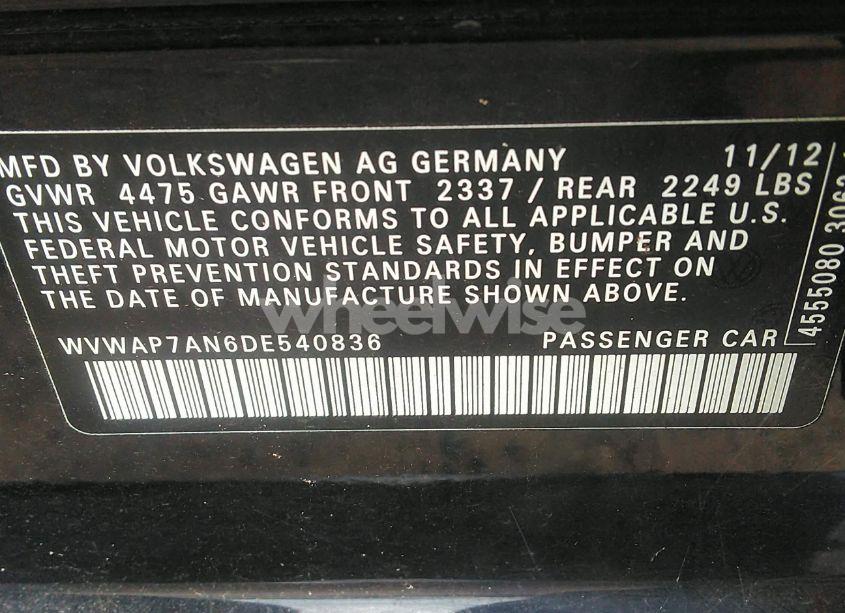 MFD BY VOLKSWAGEN AG GERMANY 11/12
GVWR 4475 GAWR FRONT 2337 / REAR 2249 LBS
THIS VEHICLE CONFORMS TO ALL APPLICABLE U.S.
FEDERAL MOTOR VEHICLE SAFETY, BUMPER AND
THEFT PREVENTION STANDARDS IN EFFECT ON
THE DATE OF MANUFACTURE SHOWN ABOVE.
WVWAP7AN6DE540836 PASSENGER CAR
4555080
wheelwise